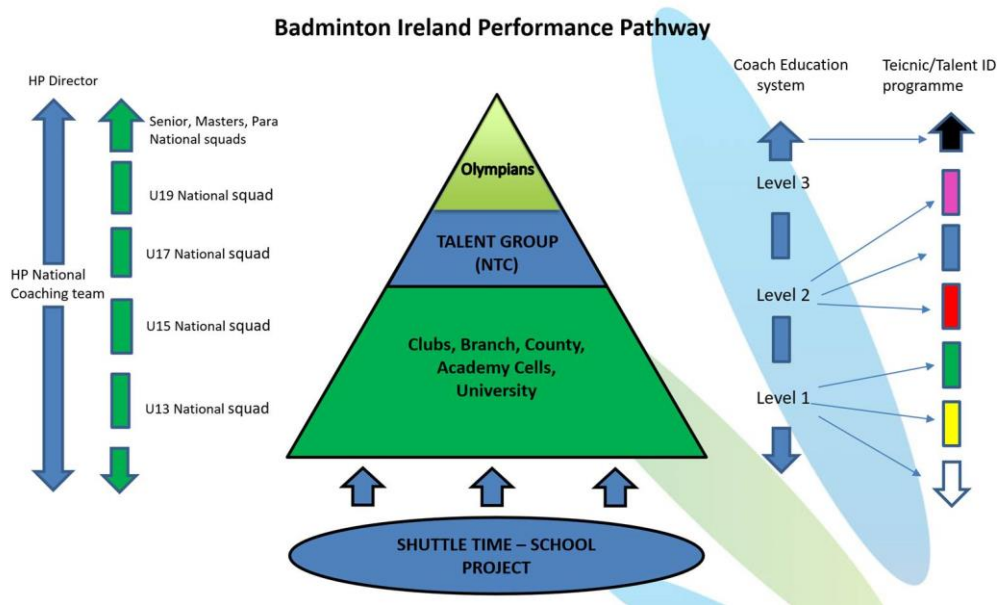 Badminton Ireland Performance Pathway
HP Director
Senior, Masters, Para
National squads
U19 National squad
U17 National squad
HP National
Coaching team
U15 National squad
U13 National squad
Olympians
TALENT GROUP
(NTC)
Clubs, Branch, County,
Academy Cells,
University
SHUTTLE TIME – SCHOOL
PROJECT
Coach Education
system
Level 3
Level 2
Level 1
Teicnic/Talent ID
programme